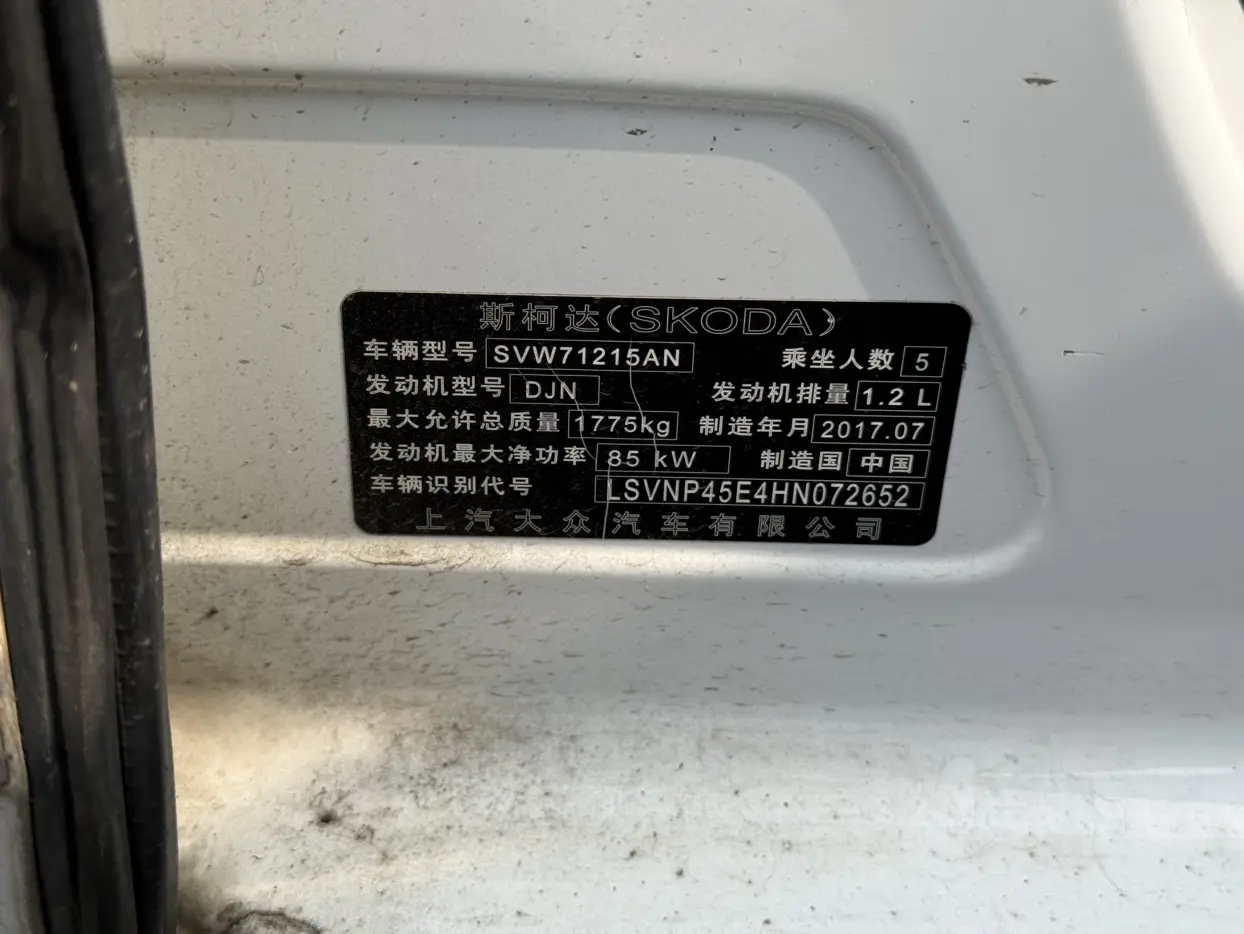 斯柯达(SKODA)
车辆型号 SVW71215AN 乘坐人数 5
发动机型号 DJN 发动机排量 1.2 L
最大允许总质量 1775kg 制造年月 2017.07
发动机最大净功率 85 kW 制造国 中国
车辆识别代号 LSVNP45E4HN072652
上汽大众汽车有限公司